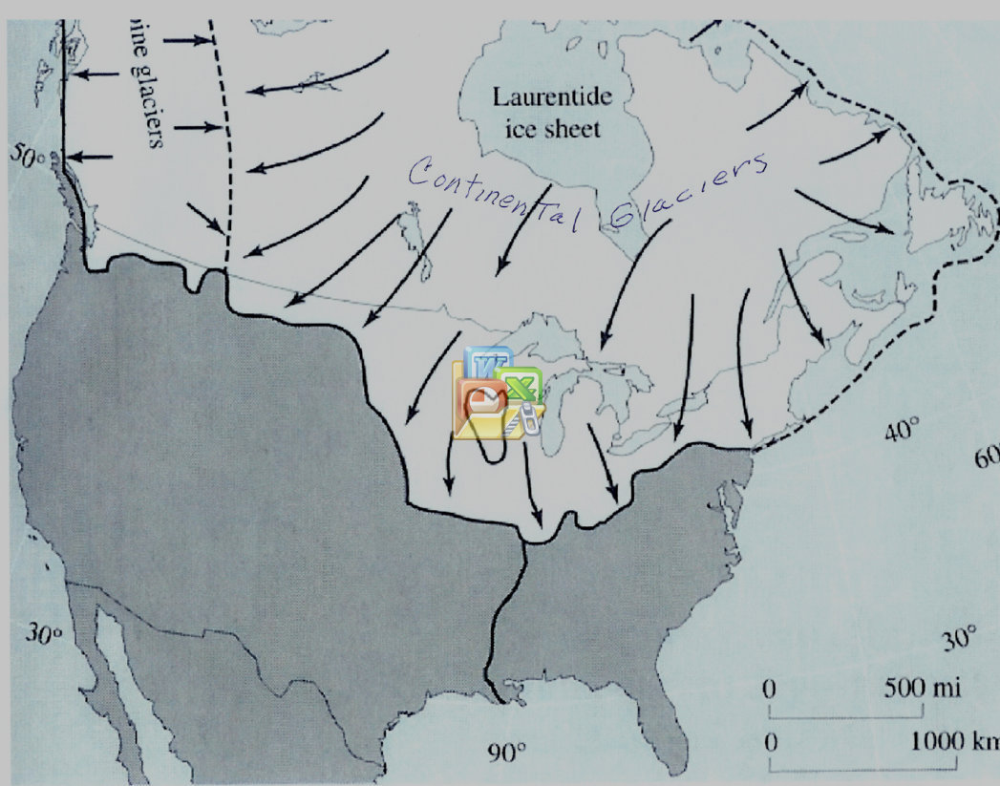 ine glaciers
Laurentide
ice sheet
Continental Glaciers
50°
40°
60
30°
30°
0 500 mi
0 1000 km
90°